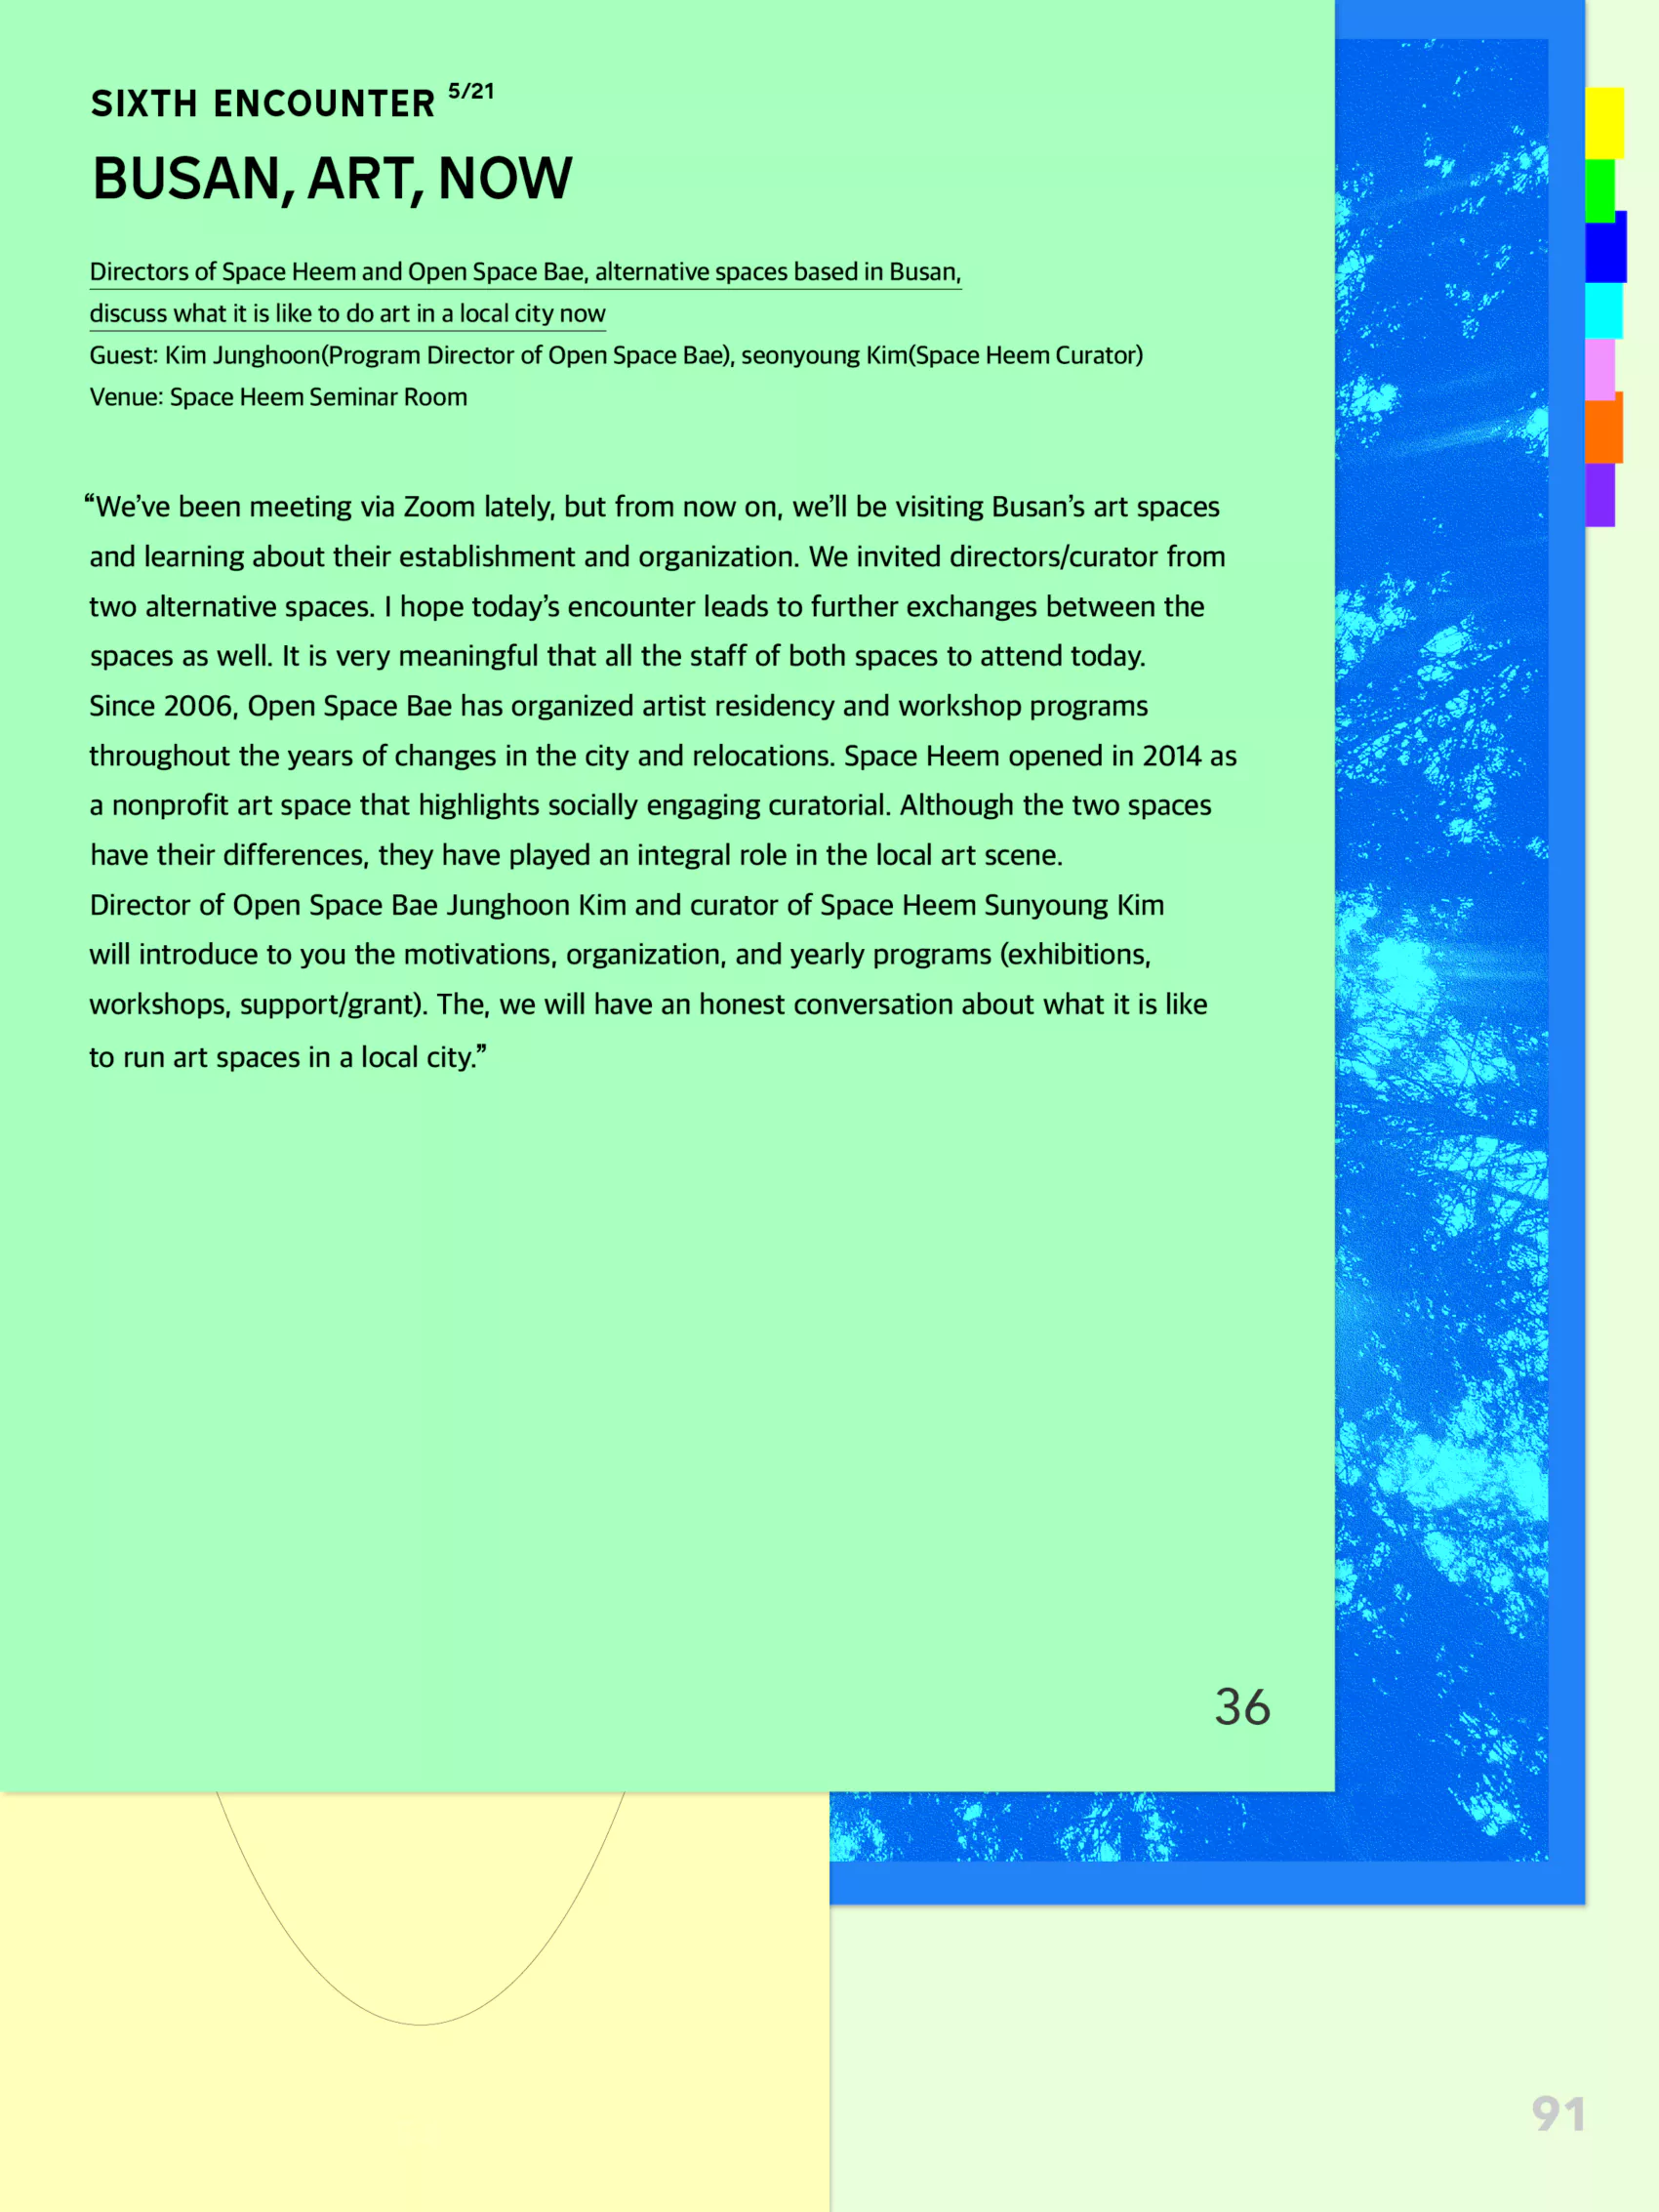 SIXTH ENCOUNTER 5/21
BUSAN, ART, NOW
Directors of Space Heem and Open Space Bae, alternative spaces based in Busan,
discuss what it is like to do art in a local city now
Guest: Kim Junghoon(Program Director of Open Space Bae), seonyoung Kim(Space Heem Curator)
Venue: Space Heem Seminar Room
“We’ve been meeting via Zoom lately, but from now on, we’ll be visiting Busan’s art spaces
and learning about their establishment and organization. We invited directors/curator from
two alternative spaces. I hope today’s encounter leads to further exchanges between the
spaces as well. It is very meaningful that all the staff of both spaces to attend today.
Since 2006, Open Space Bae has organized artist residency and workshop programs
throughout the years of changes in the city and relocations. Space Heem opened in 2014 as
a nonprofit art space that highlights socially engaging curatorial. Although the two spaces
have their differences, they have played an integral role in the local art scene.
Director of Open Space Bae Junghoon Kim and curator of Space Heem Sunyoung Kim
will introduce to you the motivations, organization, and yearly programs (exhibitions,
workshops, support/grant). The, we will have an honest conversation about what it is like
to run art spaces in a local city.”
36
91